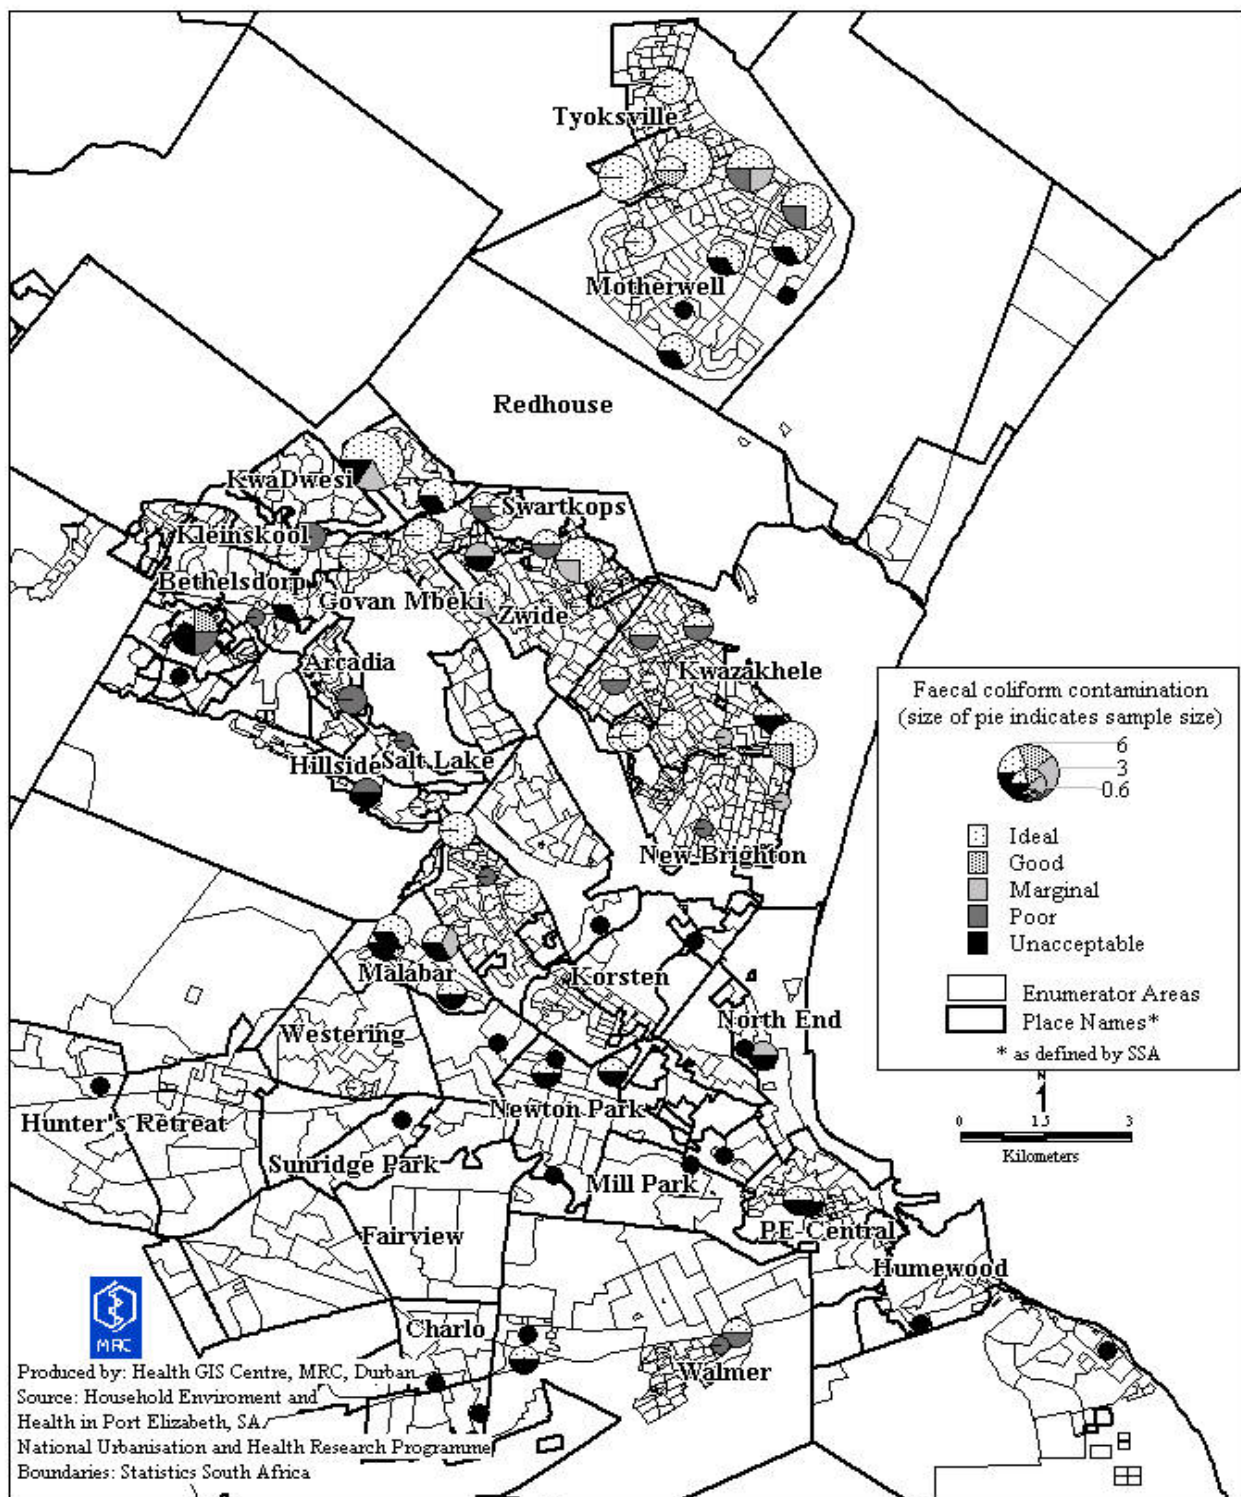 Tyoksville
Motherwell
Redhouse
KwaDwesi
Swartkops
Kleinskool
Bethelsdorp
Govan Mbeki
Zwide
Arcadia
Kwazakhele
Hillside
Salt Lake
New Brighton
Malabar
Korsten
Westering
North End
Newton Park
Hunter's Retreat
Sunridge Park
Mill Park
Fairview
PE Central
Humewood
Charlo
Walmer
Faecal coliform contamination
(size of pie indicates sample size)
6
3
0.6
Ideal
Good
Marginal
Poor
Unacceptable
Enumerator Areas
Place Names*
* as defined by SSA
N
0 1.5 3
Kilometers
MRC
Produced by: Health GIS Centre, MRC, Durban
Source: Household Enviroment and
Health in Port Elizabeth, SA
National Urbanisation and Health Research Programme
Boundaries: Statistics South Africa